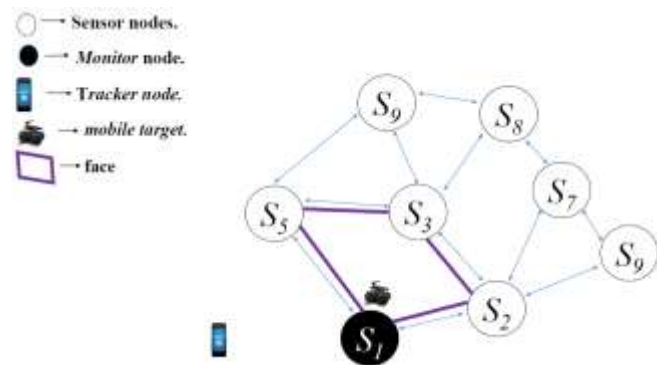 Sensor nodes.
Monitor node.
Tracker node.
mobile target.
face
S9
S8
S7
S5
S3
S9
S2
S1